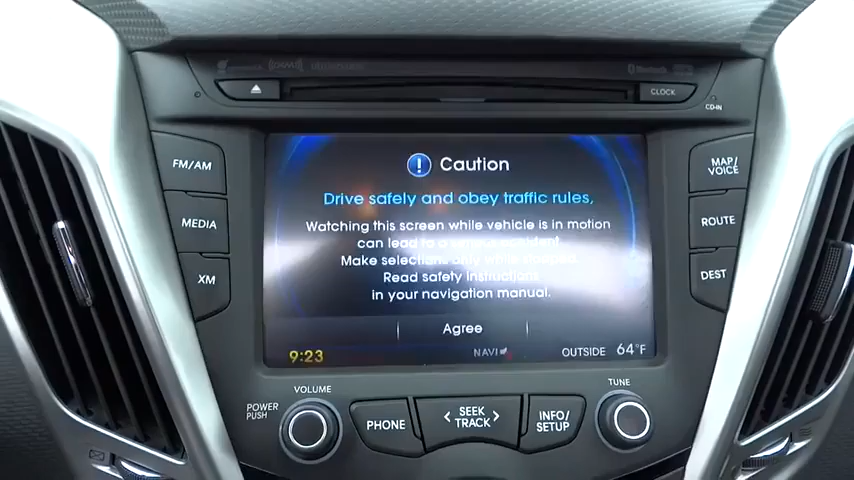 CLOCK
CD-IN
FM/AM
MAP/
VOICE
MEDIA
ROUTE
XM
DEST
! Caution
Drive safely and obey traffic rules,
Watching this screen while vehicle is in motion
can lead to a serious accident.
Make selections only while stopped.
Read safety instructions
in your navigation manual.
Agree
9:23
NAVI
OUTSIDE 64°F
VOLUME
TUNE
POWER
PUSH
PHONE
< SEEK >
TRACK
INFO/
SETUP